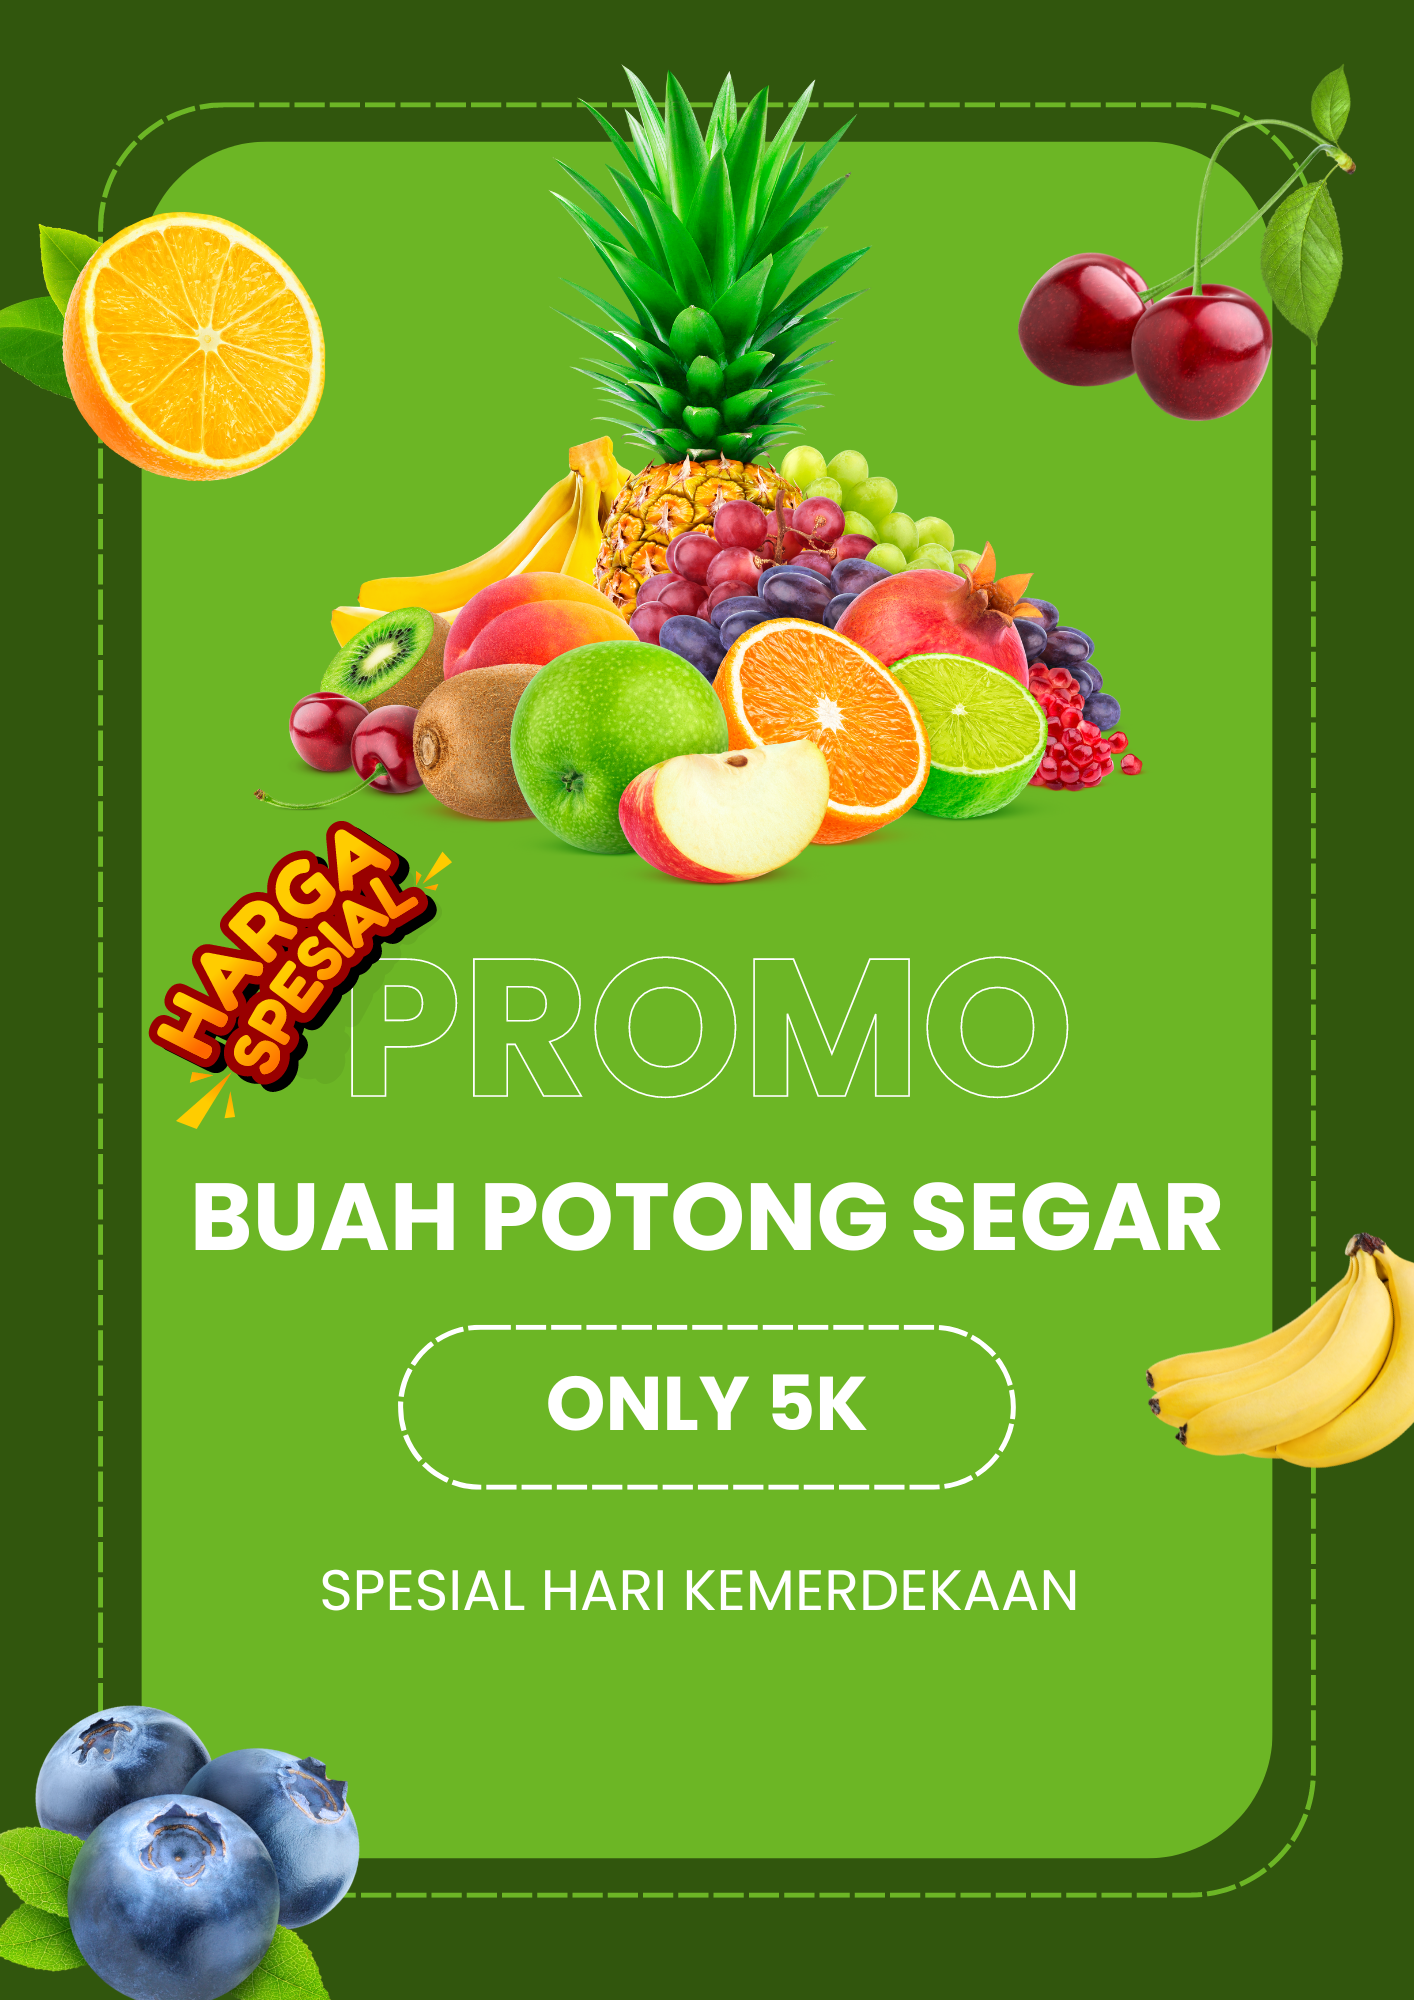 HARGA
SPESIAL
PROMO
BUAH POTONG SEGAR
ONLY 5K
SPESIAL HARI KEMERDEKAAN